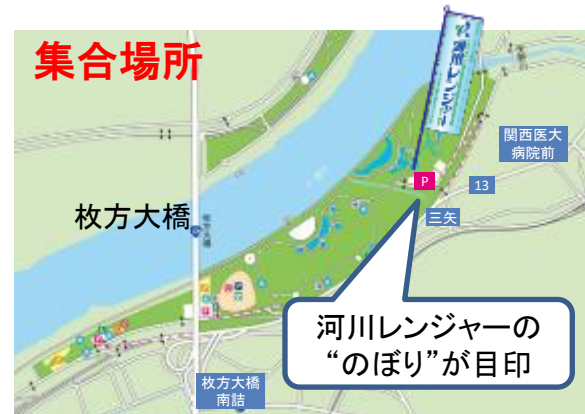 集合場所
河川レンジャー
関西医大
病院前
P
13
三矢
枚方大橋
河川レンジャーの
“のぼり”が目印
枚方大橋
南詰